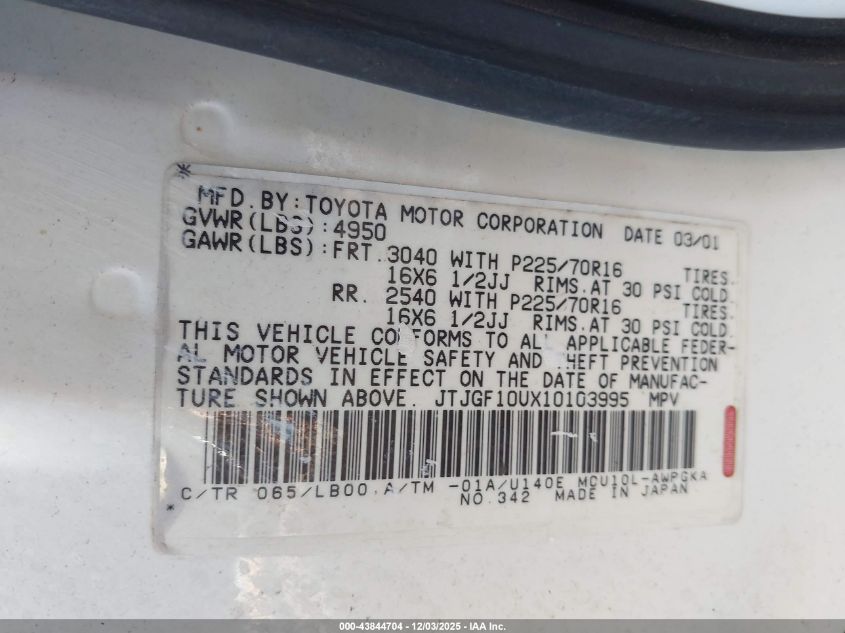 *
MFD. BY: TOYOTA MOTOR CORPORATION DATE 03/01
GVWR(LBS): 4950
GAWR(LBS): FRT. 3040 WITH P225/70R16 TIRES.
16X6 1/2JJ RIMS. AT 30 PSI COLD.
RR. 2540 WITH P225/70R16 TIRES.
16X6 1/2JJ RIMS. AT 30 PSI COLD.
THIS VEHICLE CONFORMS TO ALL APPLICABLE FEDER-
AL MOTOR VEHICLE SAFETY AND THEFT PREVENTION
STANDARDS IN EFFECT ON THE DATE OF MANUFAC-
TURE SHOWN ABOVE. JTJGF10UX10103995 MPV
C/TR 065/LB00 A/TM -01A/U140E MCU10L-AWPGKA
* NO.342 MADE IN JAPAN
000-43844704 | 12/03/2025 - IAA Inc.